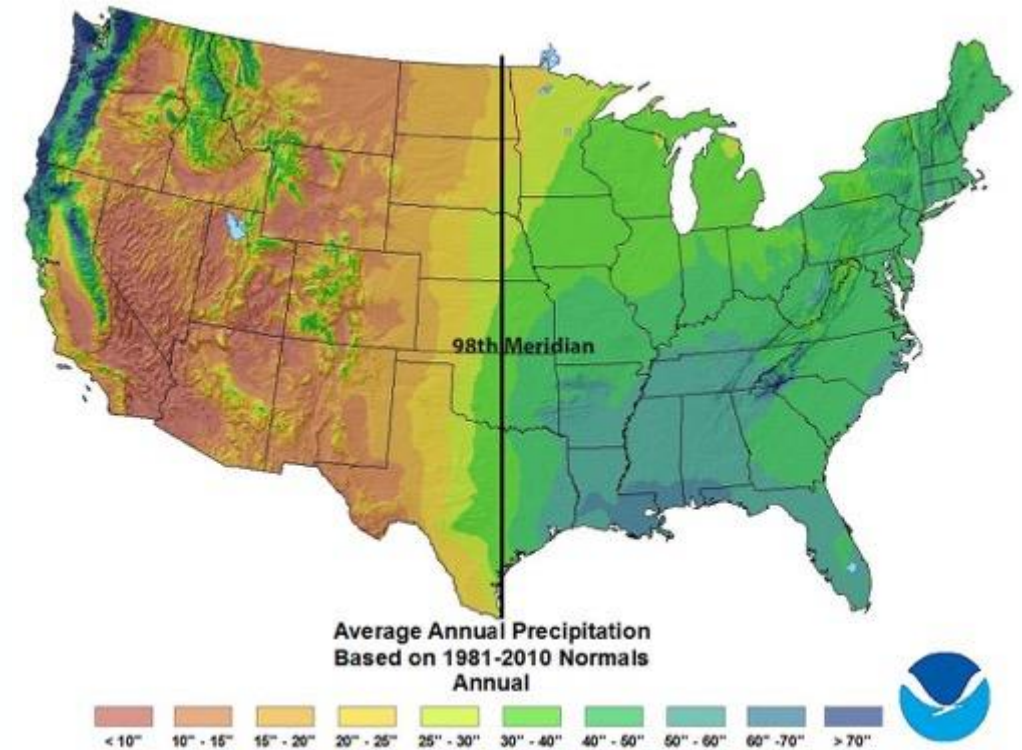 98th Meridian
Average Annual Precipitation
Based on 1981-2010 Normals
Annual
< 10" 10" - 15" 15" - 20" 20" - 25" 25" - 30" 30" - 40" 40" - 50" 50" - 60" 60" -70" > 70"